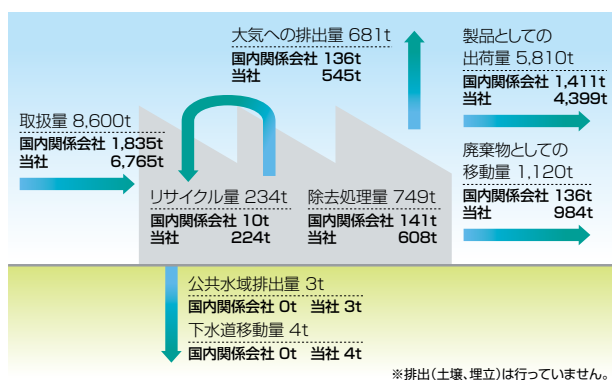 大気への排出量 681t
国内関係会社 136t
当社 545t
製品としての
出荷量 5,810t
国内関係会社 1,411t
当社 4,399t
取扱量 8,600t
国内関係会社 1,835t
当社 6,765t
廃棄物としての
移動量 1,120t
国内関係会社 136t
当社 984t
リサイクル量 234t
国内関係会社 10t
当社 224t
除去処理量 749t
国内関係会社 141t
当社 608t
公共水域排出量 3t
国内関係会社 0t 当社 3t
下水道移動量 4t
国内関係会社 0t 当社 4t
※排出(土壌、埋立)は行っていません。